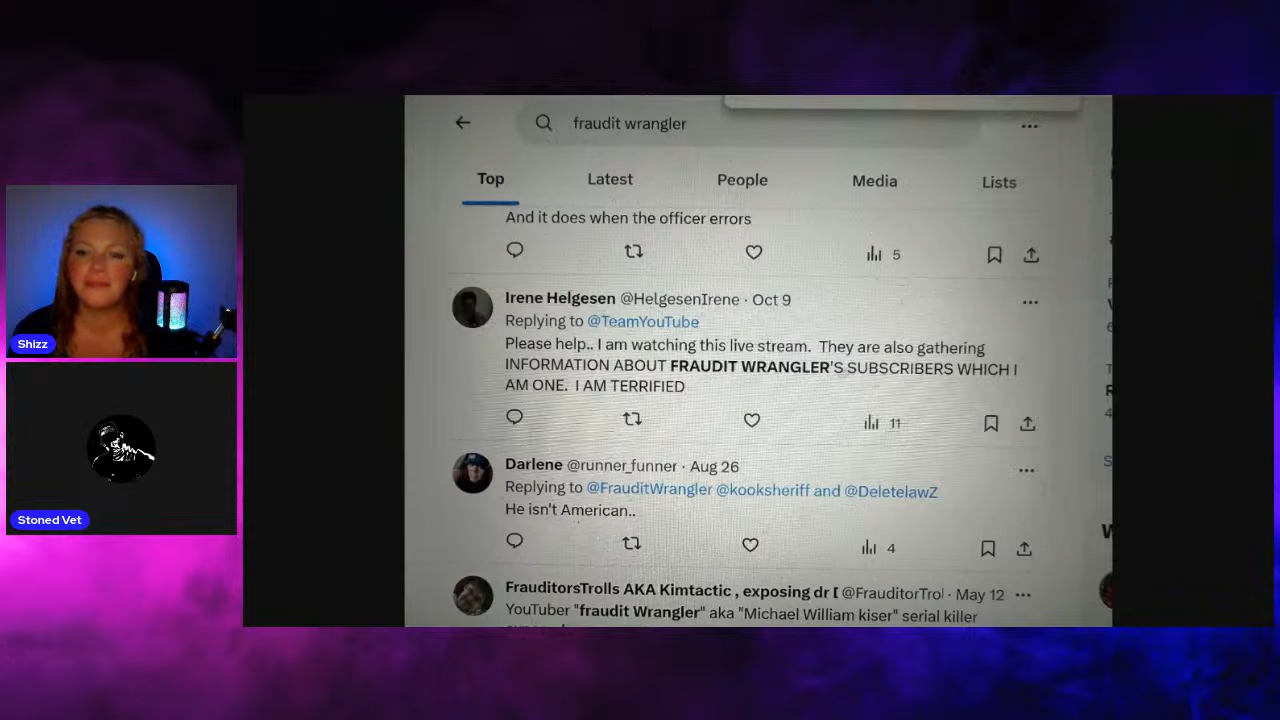 fraudit wrangler
Top
Latest
People
Media
Lists
And it does when the officer errors
5
Irene Helgesen @HelgesenIrene · Oct 9
Replying to @TeamYouTube
Please help.. I am watching this live stream. They are also gathering
INFORMATION ABOUT FRAUDIT WRANGLER'S SUBSCRIBERS WHICH I
AM ONE. I AM TERRIFIED
11
Darlene @runner_funner · Aug 26
Replying to @FrauditWrangler @kooksheriff and @DeletelawZ
He isn't American..
4
FrauditorsTrolls AKA Kimtactic , exposing dr [ @FrauditorTrol · May 12
YouTuber "fraudit Wrangler" aka "Michael William kiser" serial killer
Shizz
Stoned Vet